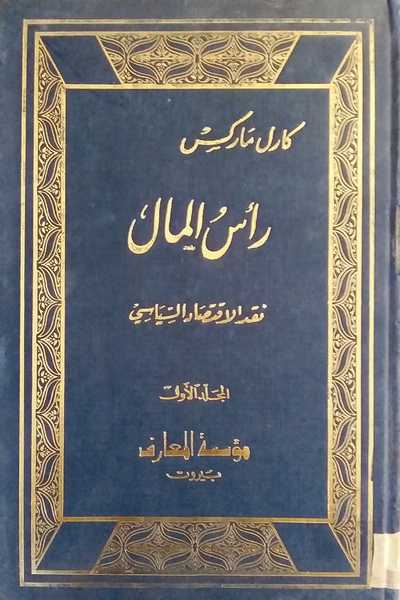 كارل ماركس
رأس المال
نقد الاقتصاد السياسي
المجلد الأول
مؤسسة المعارف
بيروت